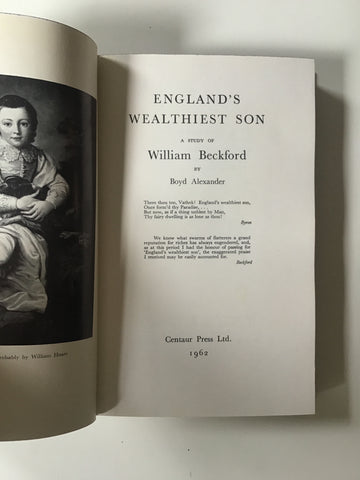 ENGLAND'S
WEALTHIEST SON
A STUDY OF
William Beckford
BY
Boyd Alexander
There thou too, Vathek! England's wealthiest son,
Once form'd thy Paradise, . . .
But now, as if a thing unblest by Man,
Thy fairy dwelling is as lone as thou!
Byron
We know what swarms of flatterers a grand
reputation for riches has always engendered, and,
as at this period I had the honour of passing for
'England's wealthiest son', the exaggerated praise
I received may be easily accounted for.
Beckford
Centaur Press Ltd.
1962
by William Hoare